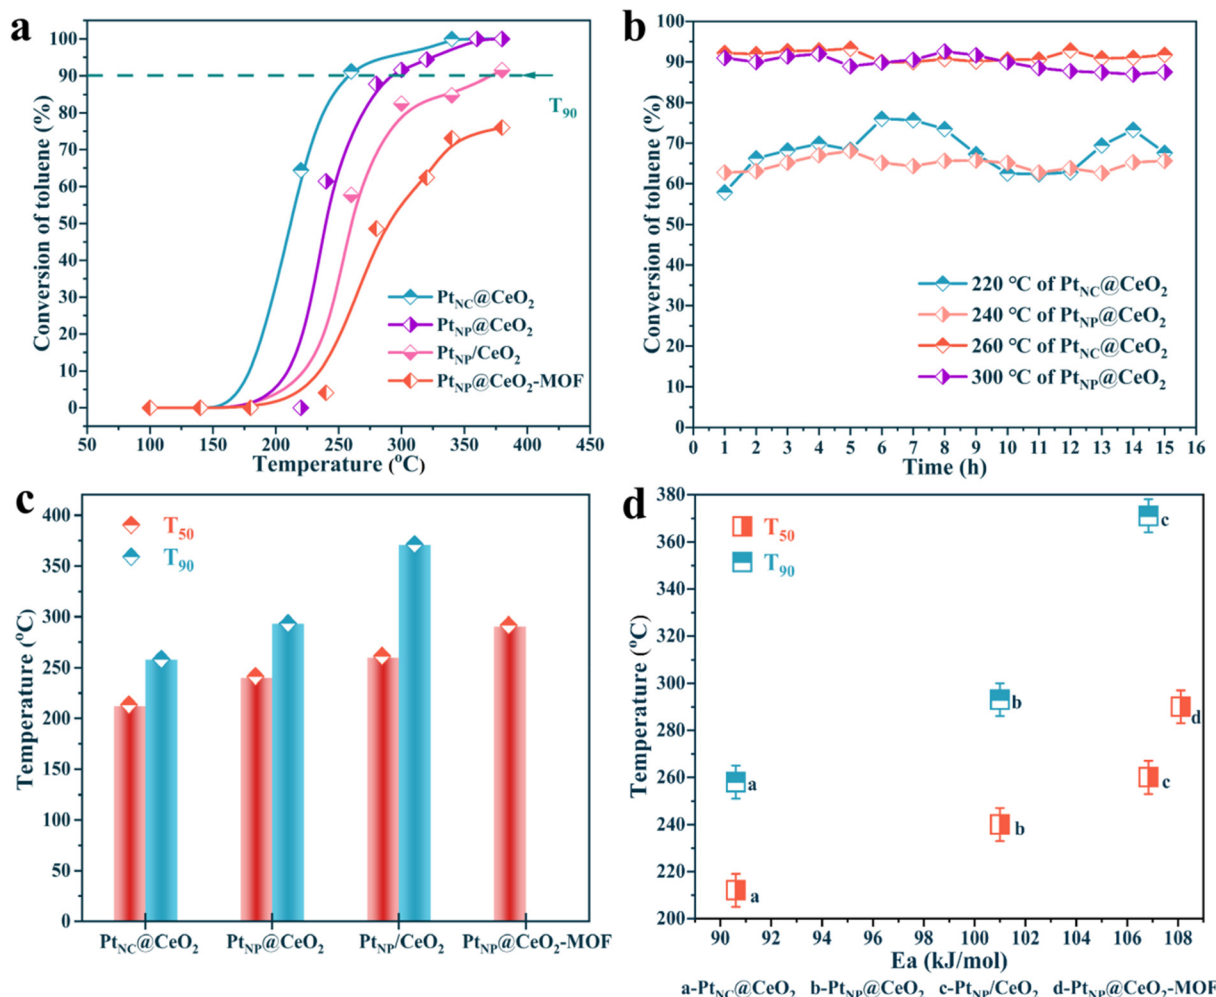 a
Conversion of toluene (%)
100
90
80
70
60
50
40
30
20
10
0
T90
PtNC@CeO2
PtNP@CeO2
PtNP/CeO2
PtNP@CeO2-MOF
50 100 150 200 250 300 350 400 450
Temperature (oC)
b
Conversion of toluene (%)
100
90
80
70
60
50
40
30
20
10
0
220 °C of PtNC@CeO2
240 °C of PtNP@CeO2
260 °C of PtNC@CeO2
300 °C of PtNP@CeO2
1 2 3 4 5 6 7 8 9 10 11 12 13 14 15 16
Time (h)
c
Temperature (oC)
400
350
300
250
200
150
100
50
0
T50
T90
PtNC@CeO2 PtNP@CeO2 PtNP/CeO2 PtNP@CeO2-MOF
d
Temperature (oC)
380
360
340
320
300
280
260
240
220
200
T50
T90
c
b
d
a
c
b
a
90 92 94 96 98 100 102 104 106 108
Ea (kJ/mol)
a-PtNC@CeO2 b-PtNP@CeO2 c-PtNP/CeO2 d-PtNP@CeO2-MOF